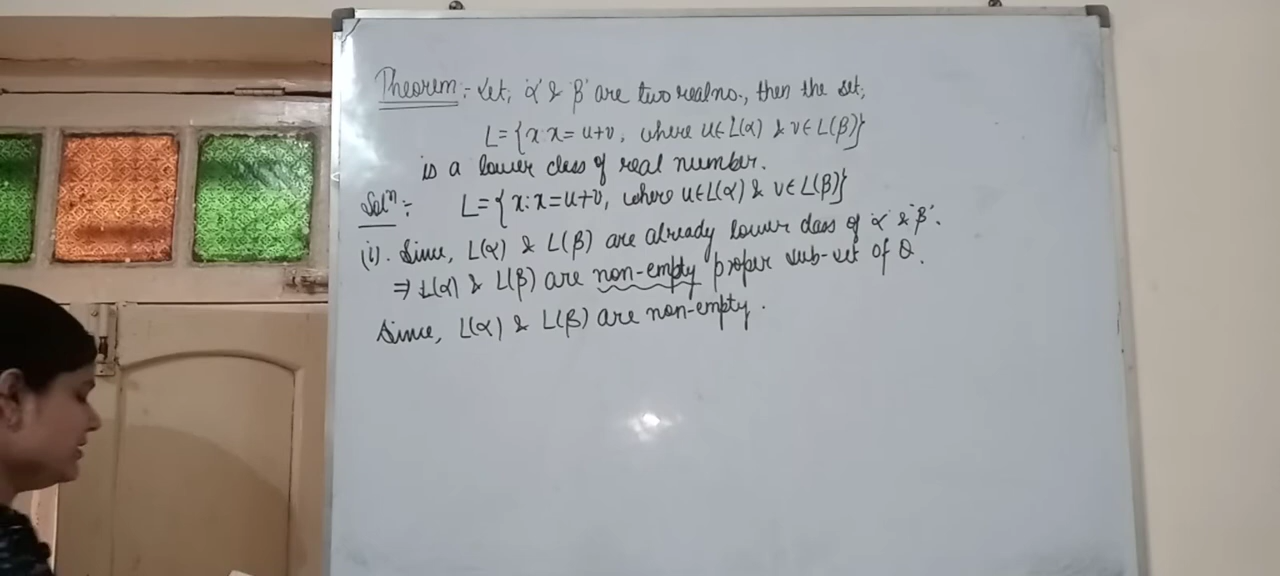 Theorem:- Let, 'α' & 'β' are two real no., then the set,
L = {x: x = u+v, where u∈L(α) & v∈L(β)}
is a lower class of real number.
Solⁿ:- L = {x: x = u+v, where u∈L(α) & v∈L(β)}
(i). Since, L(α) & L(β) are already lower class of 'α' & 'β'.
⇒ L(α) & L(β) are non-empty proper sub-set of Q.
Since, L(α) & L(β) are non-empty.